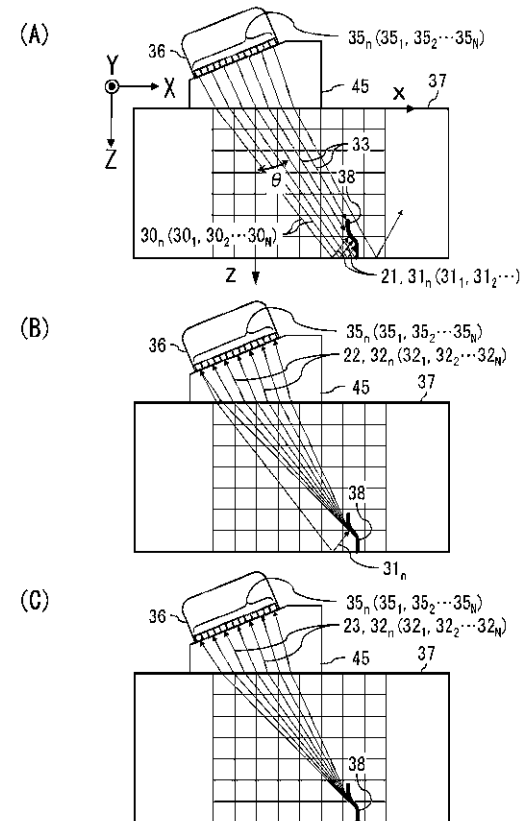 (A)
36
35n(35₁, 35₂⋯35N)
Y
X
Z
45
x
37
33
θ
38
30n(30₁, 30₂⋯30N)
z
21, 31n(31₁, 31₂⋯)
(B)
36
35n(35₁, 35₂⋯35N)
22, 32n(32₁, 32₂⋯32N)
45
37
38
31n
(C)
36
35n(35₁, 35₂⋯35N)
23, 32n(32₁, 32₂⋯32N)
45
37
38